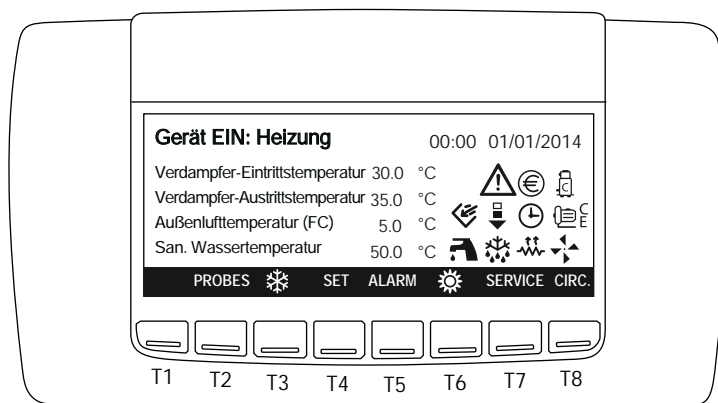 Gerät EIN: Heizung 00:00 01/01/2014
Verdampfer-Eintrittstemperatur 30.0 °C
Verdampfer-Austrittstemperatur 35.0 °C
Außenlufttemperatur (FC) 5.0 °C
San. Wassertemperatur 50.0 °C
€ C
C
E
PROBES SET ALARM SERVICE CIRC.
T1 T2 T3 T4 T5 T6 T7 T8